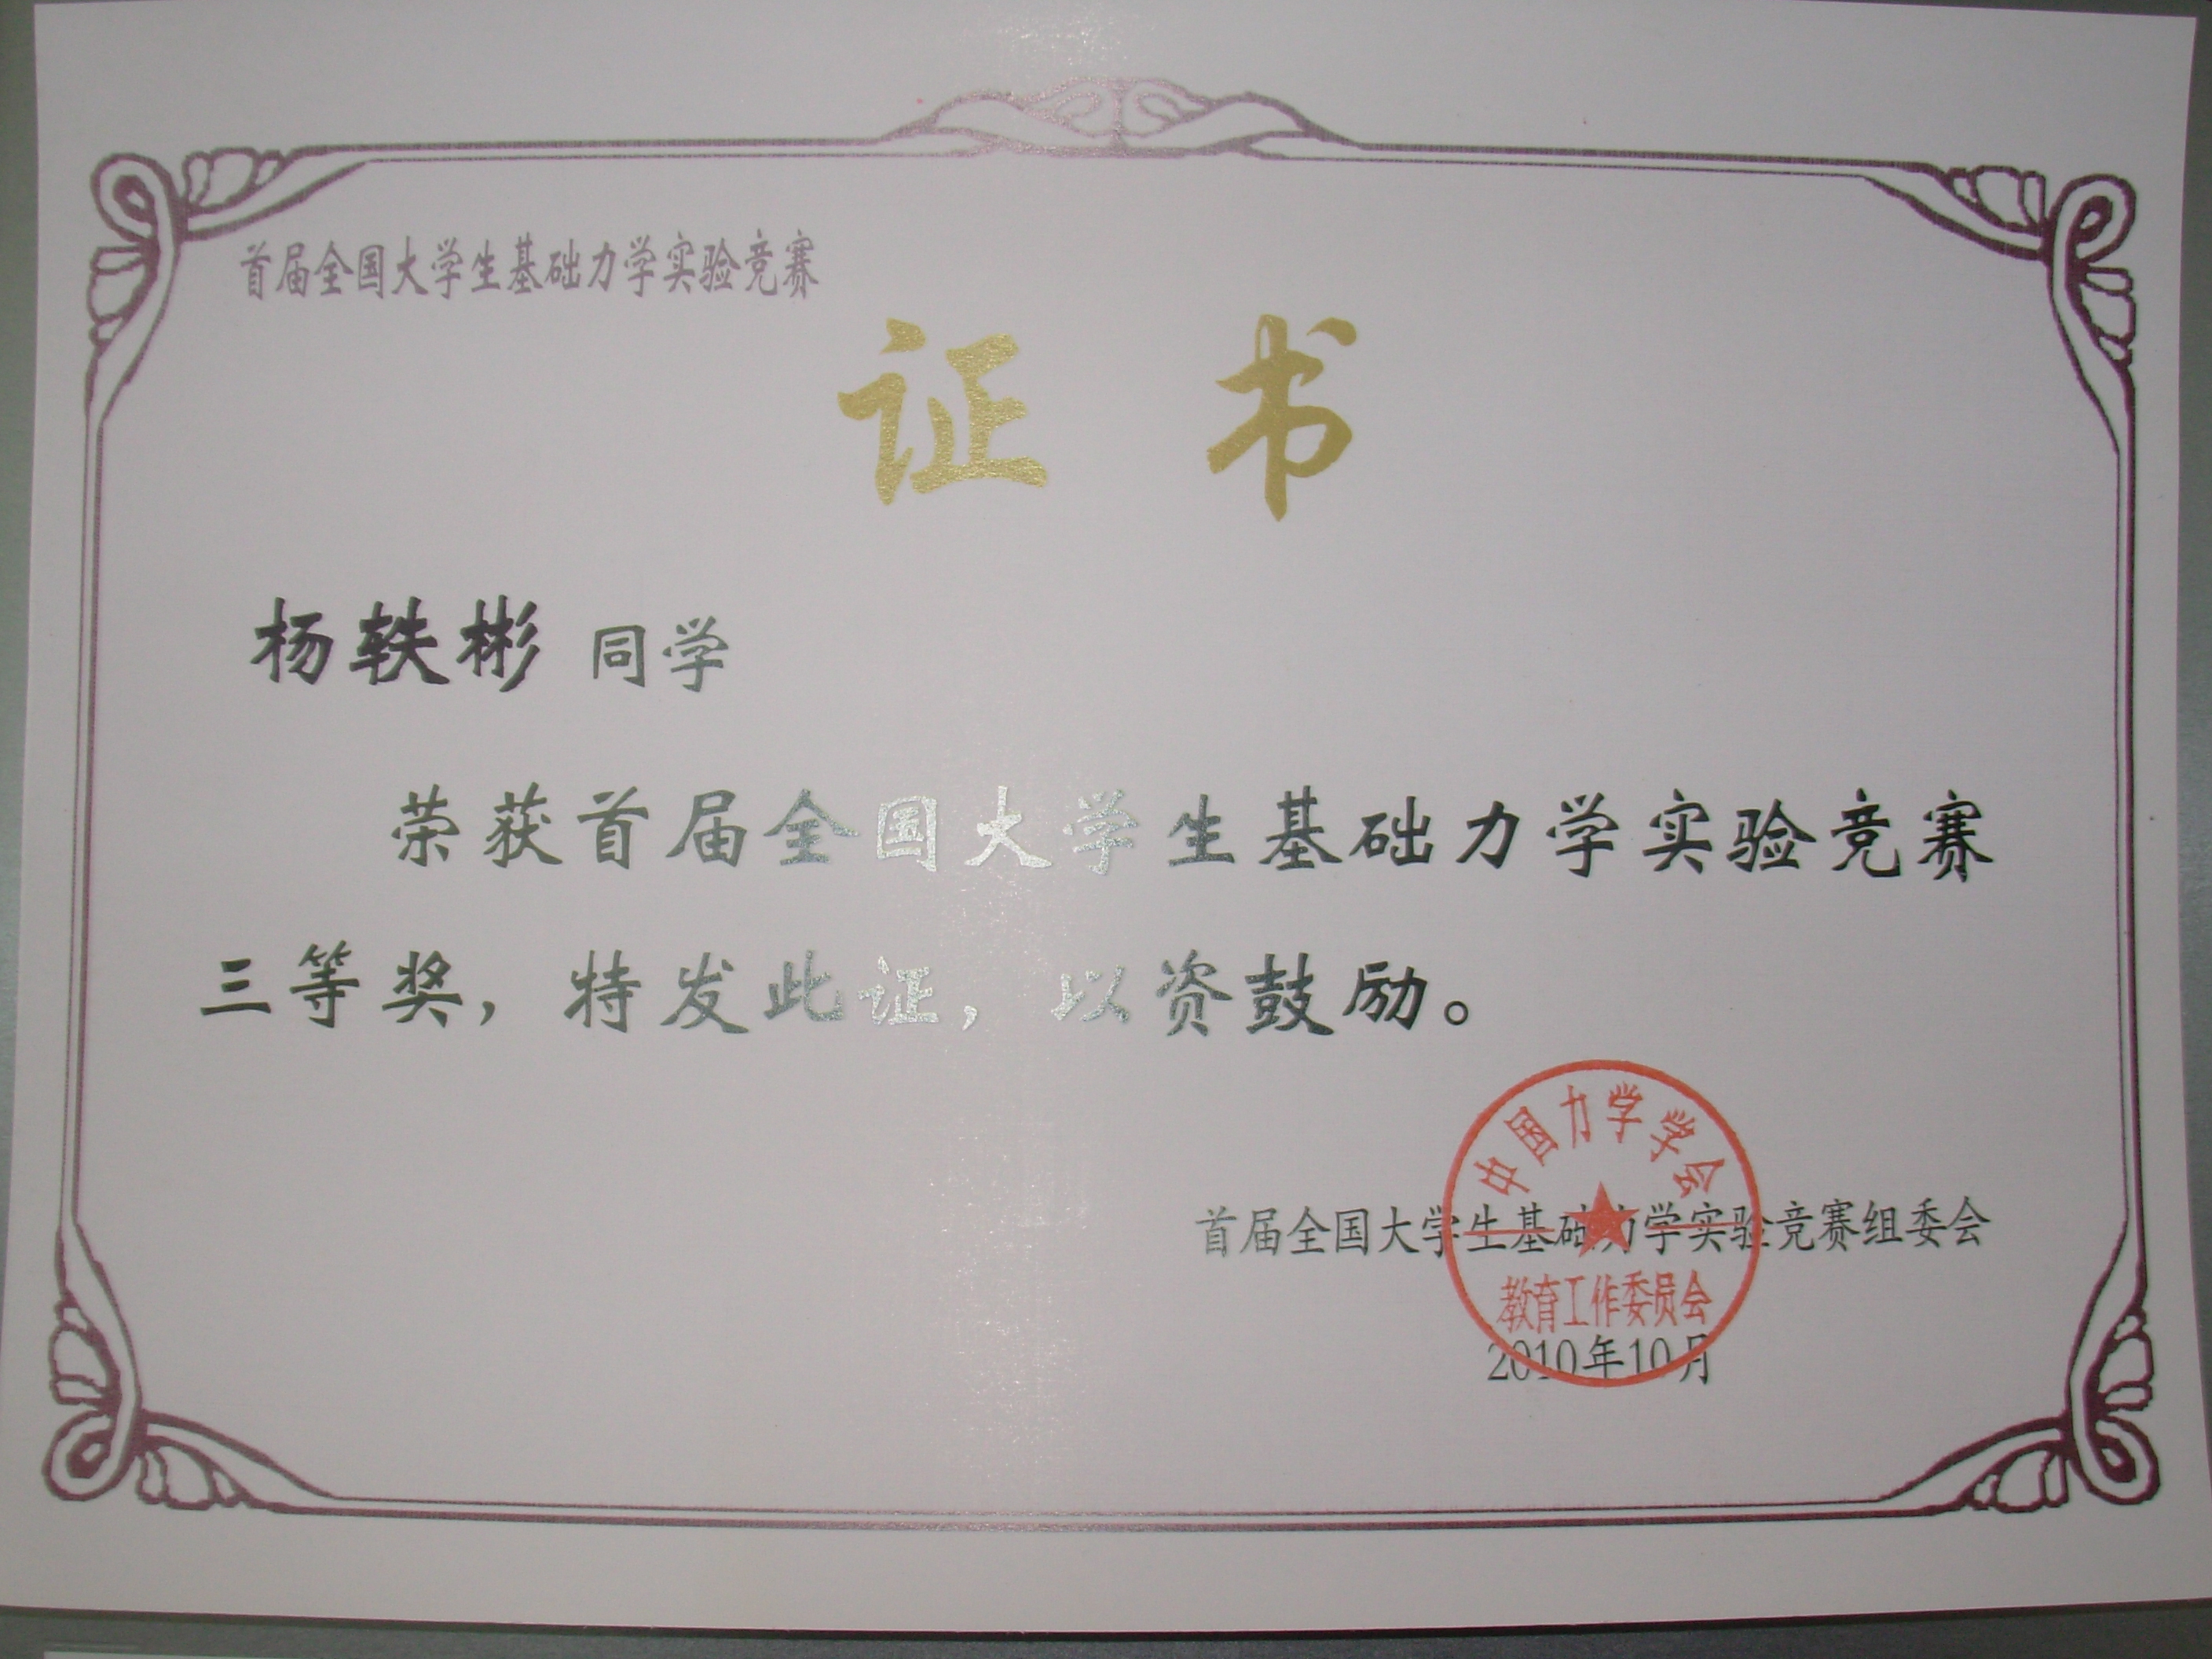 首届全国大学生基础力学实验竞赛
证书
杨轶彬 同学
荣获首届全国大学生基础力学实验竞赛
三等奖，特发此证，以资鼓励。
中国力学学会
首届全国大学生基础力学实验竞赛组委会
教育工作委员会
2010年10月